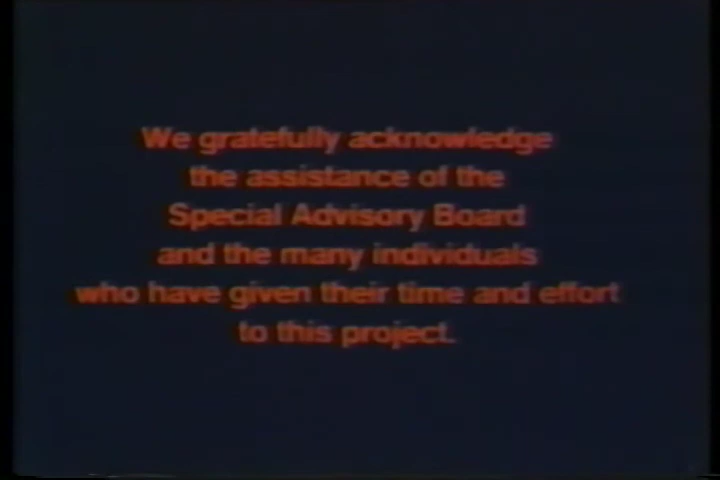 We gratefully acknowledge
the assistance of the
Special Advisory Board
and the many individuals
who have given their time and effort
to this project.